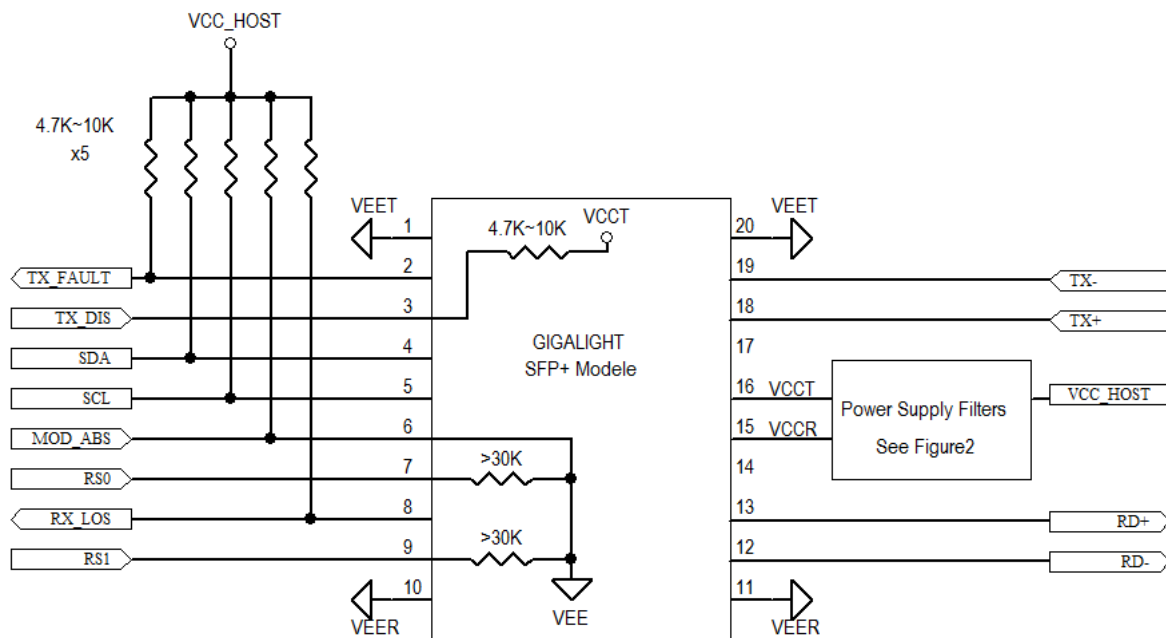 VCC_HOST
4.7K~10K
x5
VEET
1
4.7K~10K
VCCT
20
VEET
TX_FAULT
2
19
TX-
TX_DIS
3
18
TX+
SDA
4
GIGALIGHT
SFP+ Modele
17
SCL
5
16
VCCT
Power Supply Filters
See Figure2
VCC_HOST
MOD_ABS
6
15
VCCR
RS0
7
>30K
14
RX_LOS
8
13
RD+
RS1
9
>30K
12
RD-
10
VEER
VEE
11
VEER